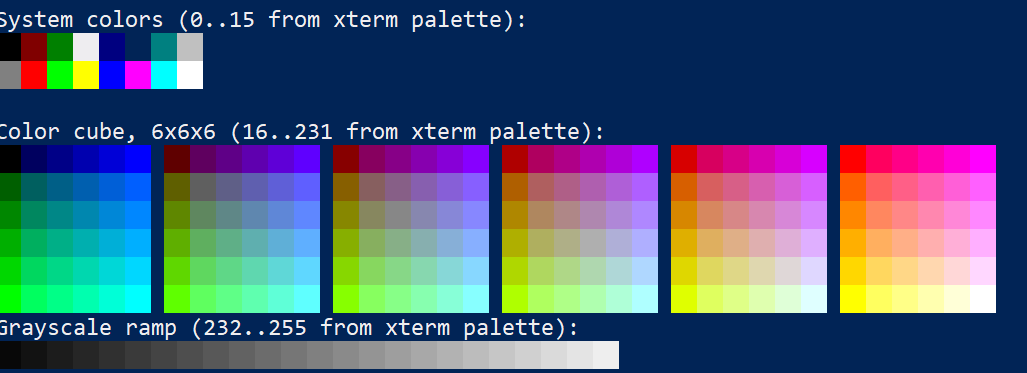 System colors (0..15 from xterm palette):
Color cube, 6x6x6 (16..231 from xterm palette):
Grayscale ramp (232..255 from xterm palette):